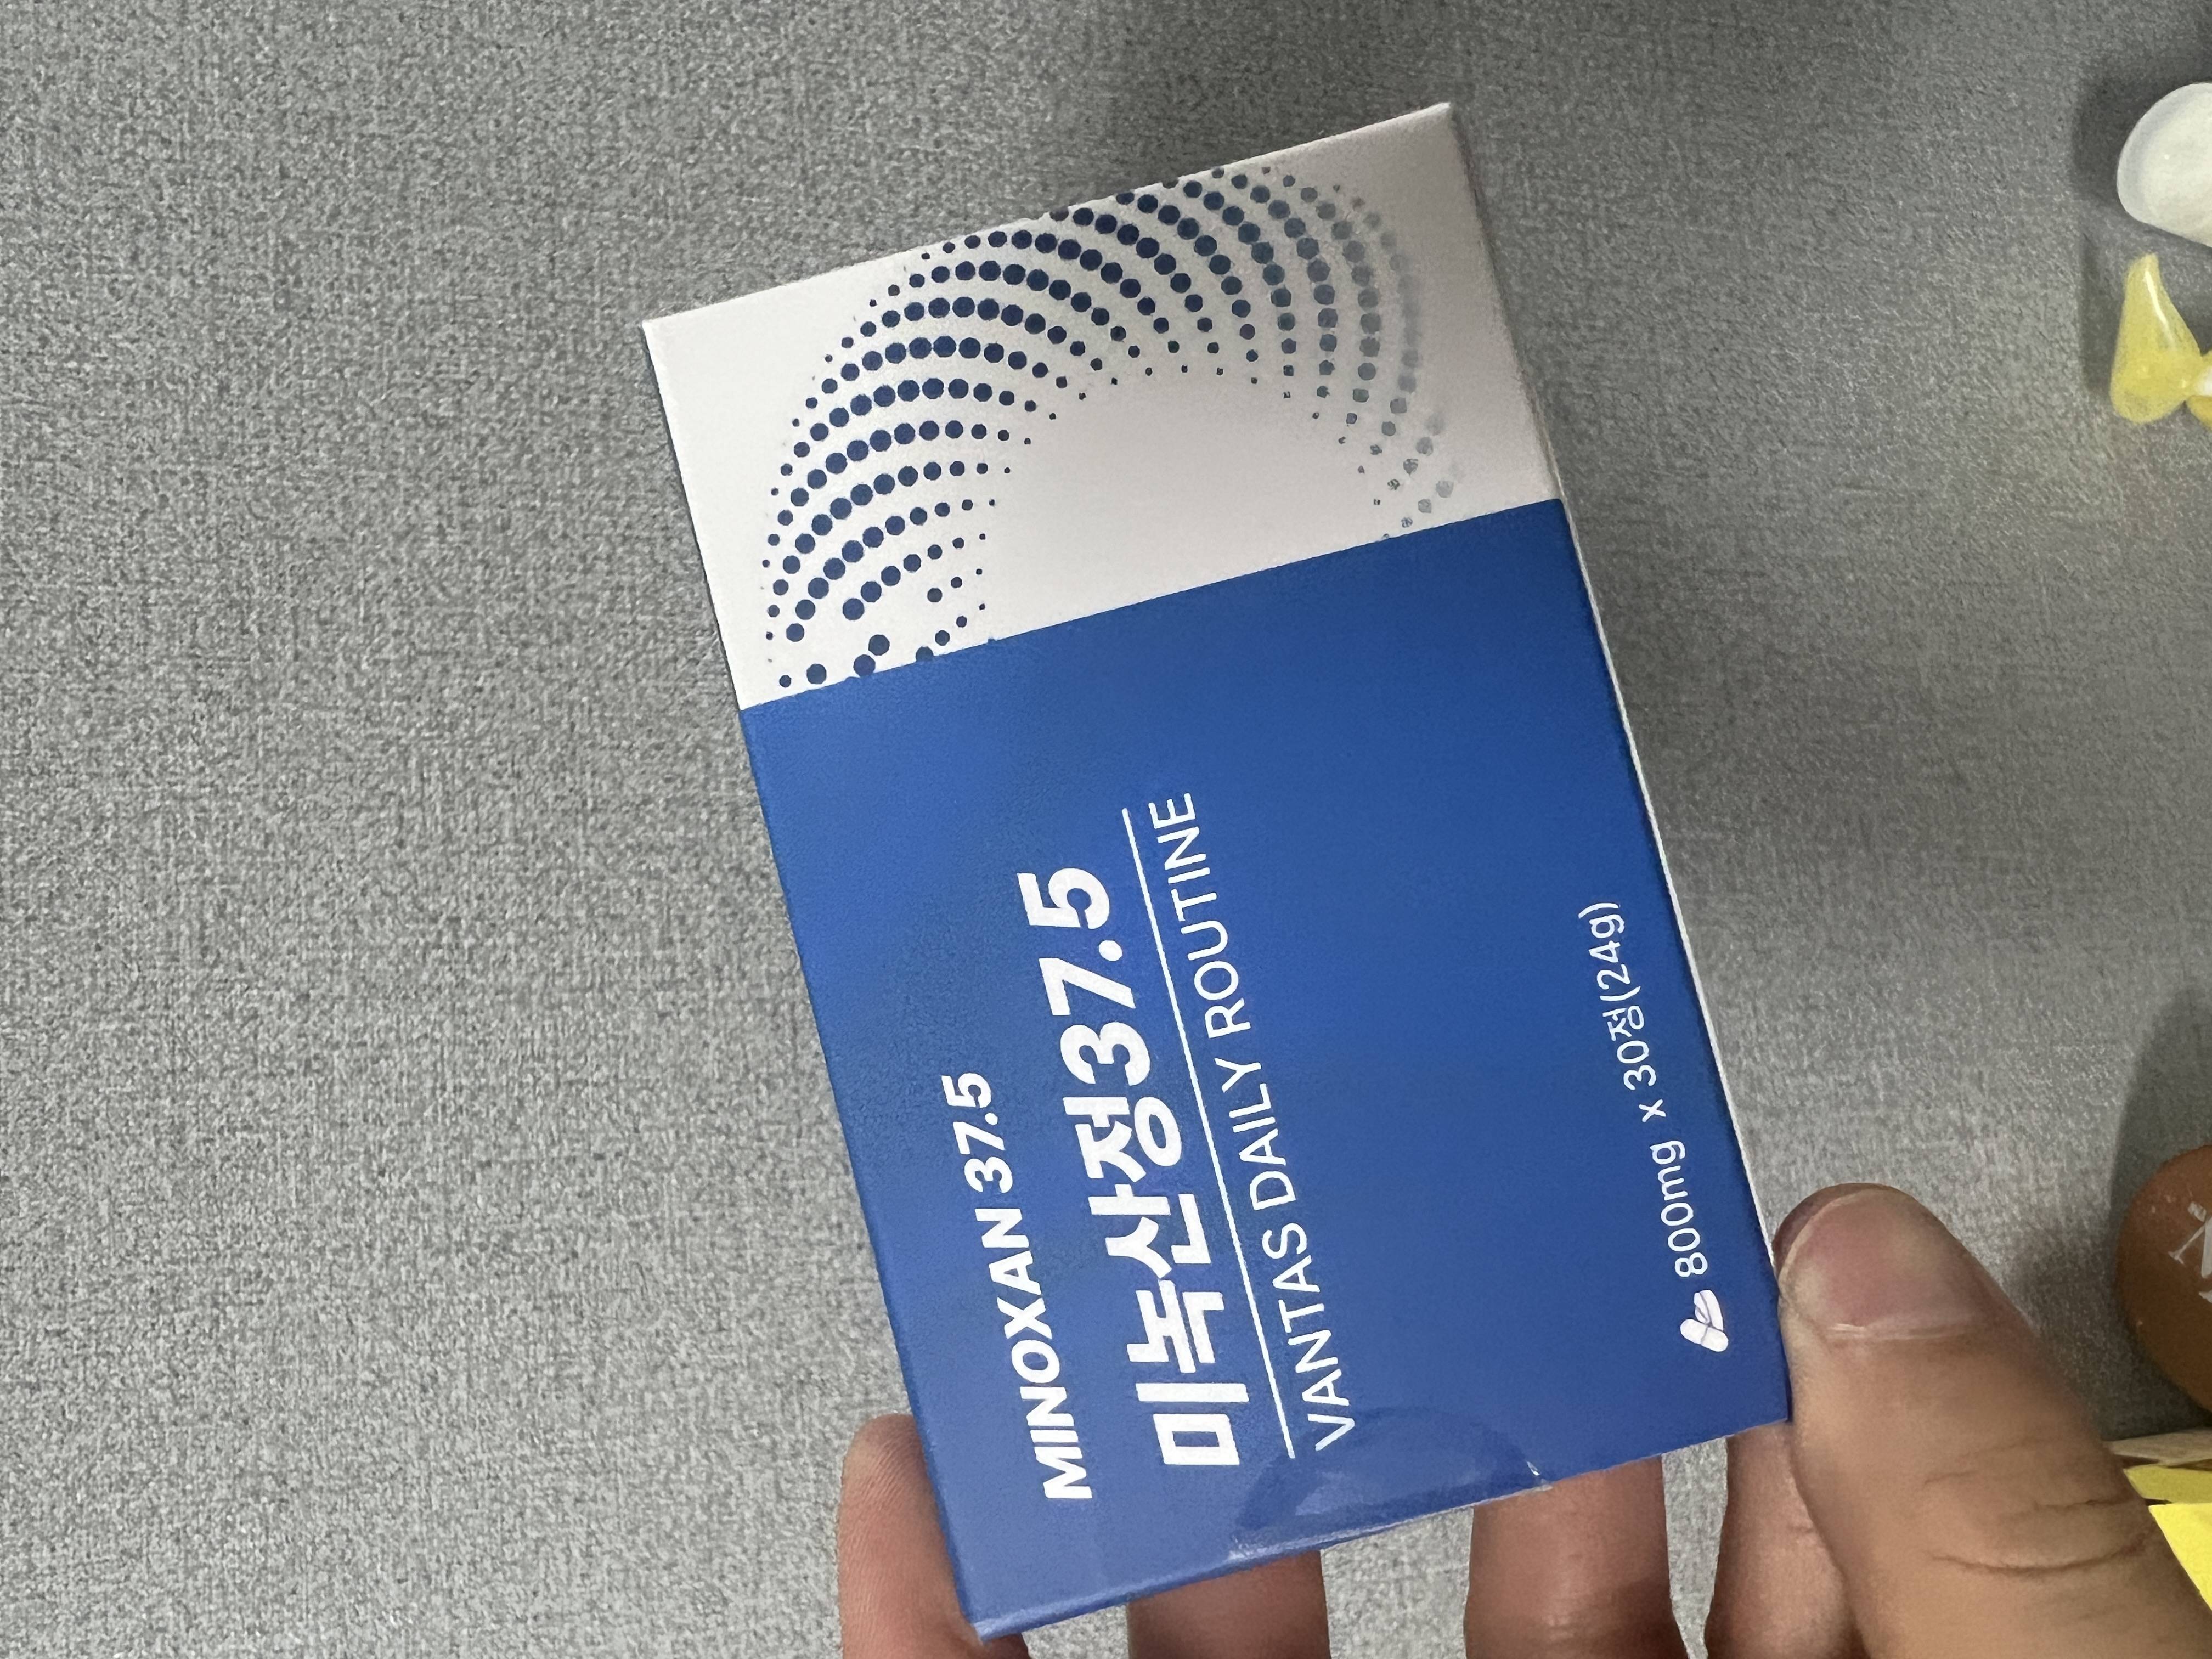 MINOXAN 37.5
미녹산정37.5
VANTAS DAILY ROUTINE
800mg x 30정(24g)